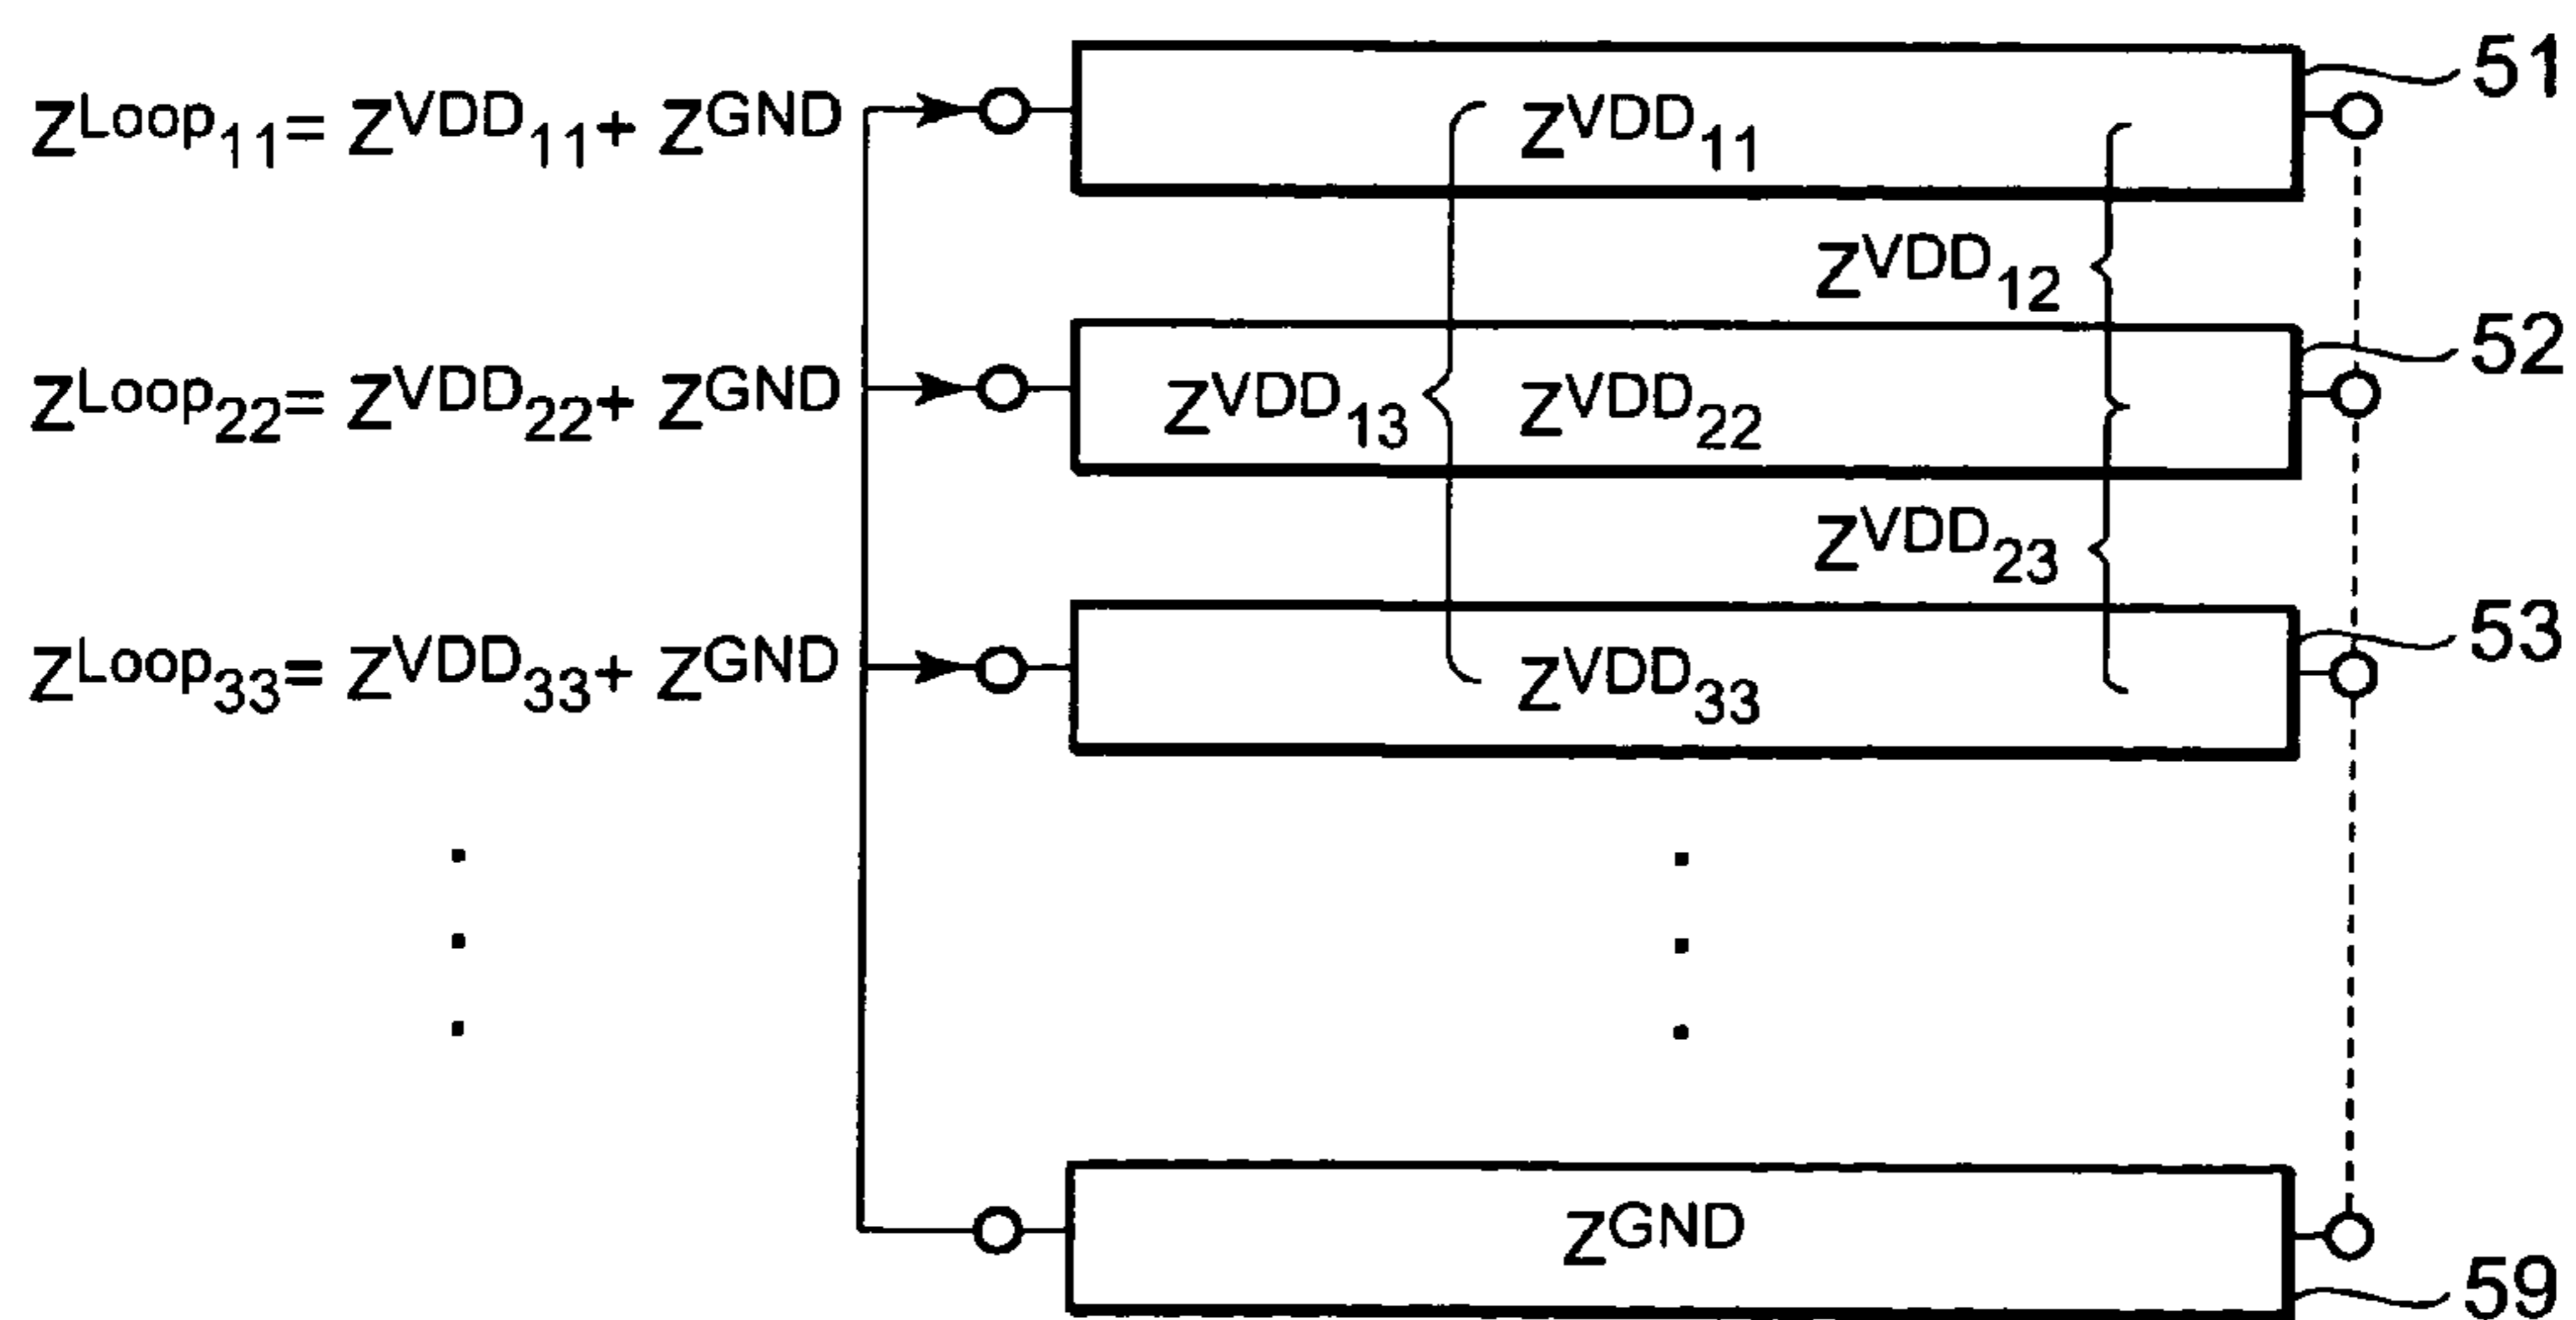 51
Z^Loop_11 = Z^VDD_11 + Z^GND
Z^VDD_11
Z^VDD_12
52
Z^Loop_22 = Z^VDD_22 + Z^GND
Z^VDD_13
Z^VDD_22
Z^VDD_23
53
Z^Loop_33 = Z^VDD_33 + Z^GND
Z^VDD_33
Z^GND
59